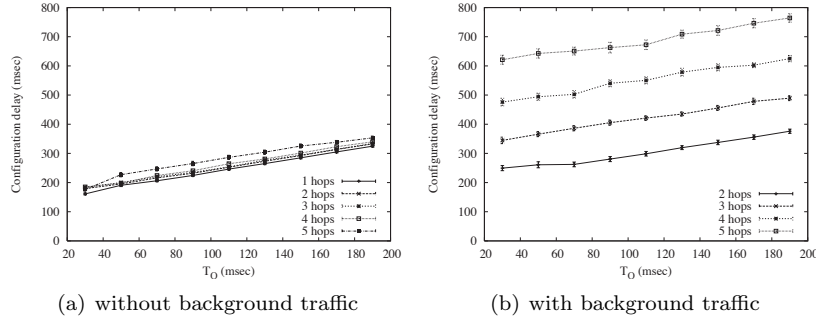 Configuration delay (msec)
800
700
600
500
400
300
200
100
0
1 hops
2 hops
3 hops
4 hops
5 hops
20 40 60 80 100 120 140 160 180 200
T_O (msec)
(a) without background traffic
Configuration delay (msec)
800
700
600
500
400
300
200
100
0
2 hops
3 hops
4 hops
5 hops
20 40 60 80 100 120 140 160 180 200
T_O (msec)
(b) with background traffic